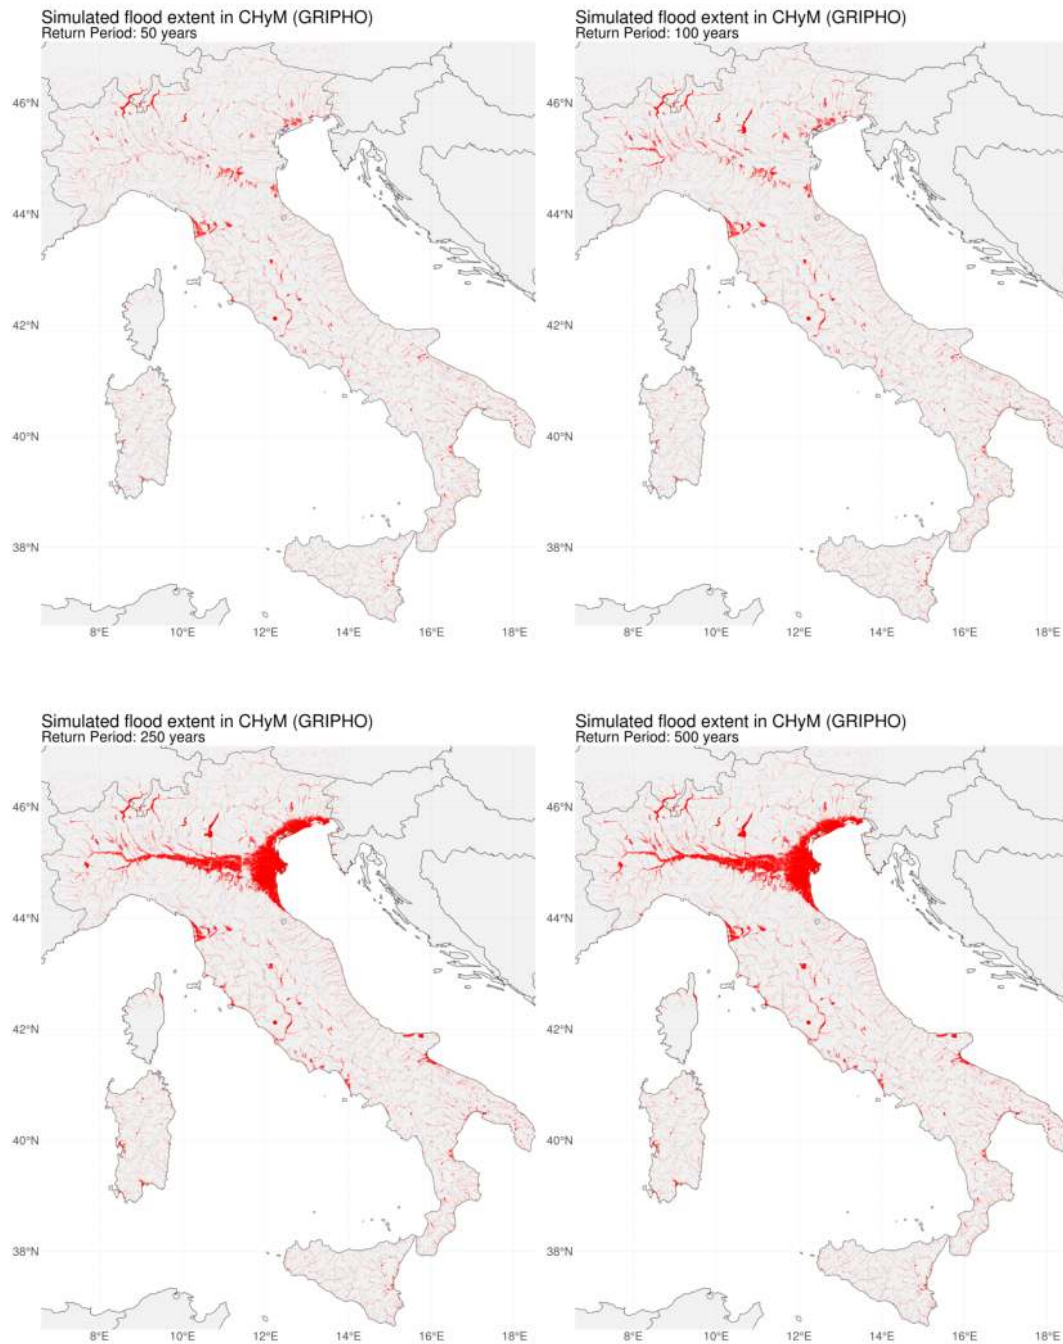 Simulated flood extent in CHyM (GRIPHO)
Return Period: 50 years
46°N
44°N
42°N
40°N
38°N
8°E 10°E 12°E 14°E 16°E 18°E
Simulated flood extent in CHyM (GRIPHO)
Return Period: 100 years
46°N
44°N
42°N
40°N
38°N
8°E 10°E 12°E 14°E 16°E 18°E
Simulated flood extent in CHyM (GRIPHO)
Return Period: 250 years
46°N
44°N
42°N
40°N
38°N
8°E 10°E 12°E 14°E 16°E 18°E
Simulated flood extent in CHyM (GRIPHO)
Return Period: 500 years
46°N
44°N
42°N
40°N
38°N
8°E 10°E 12°E 14°E 16°E 18°E